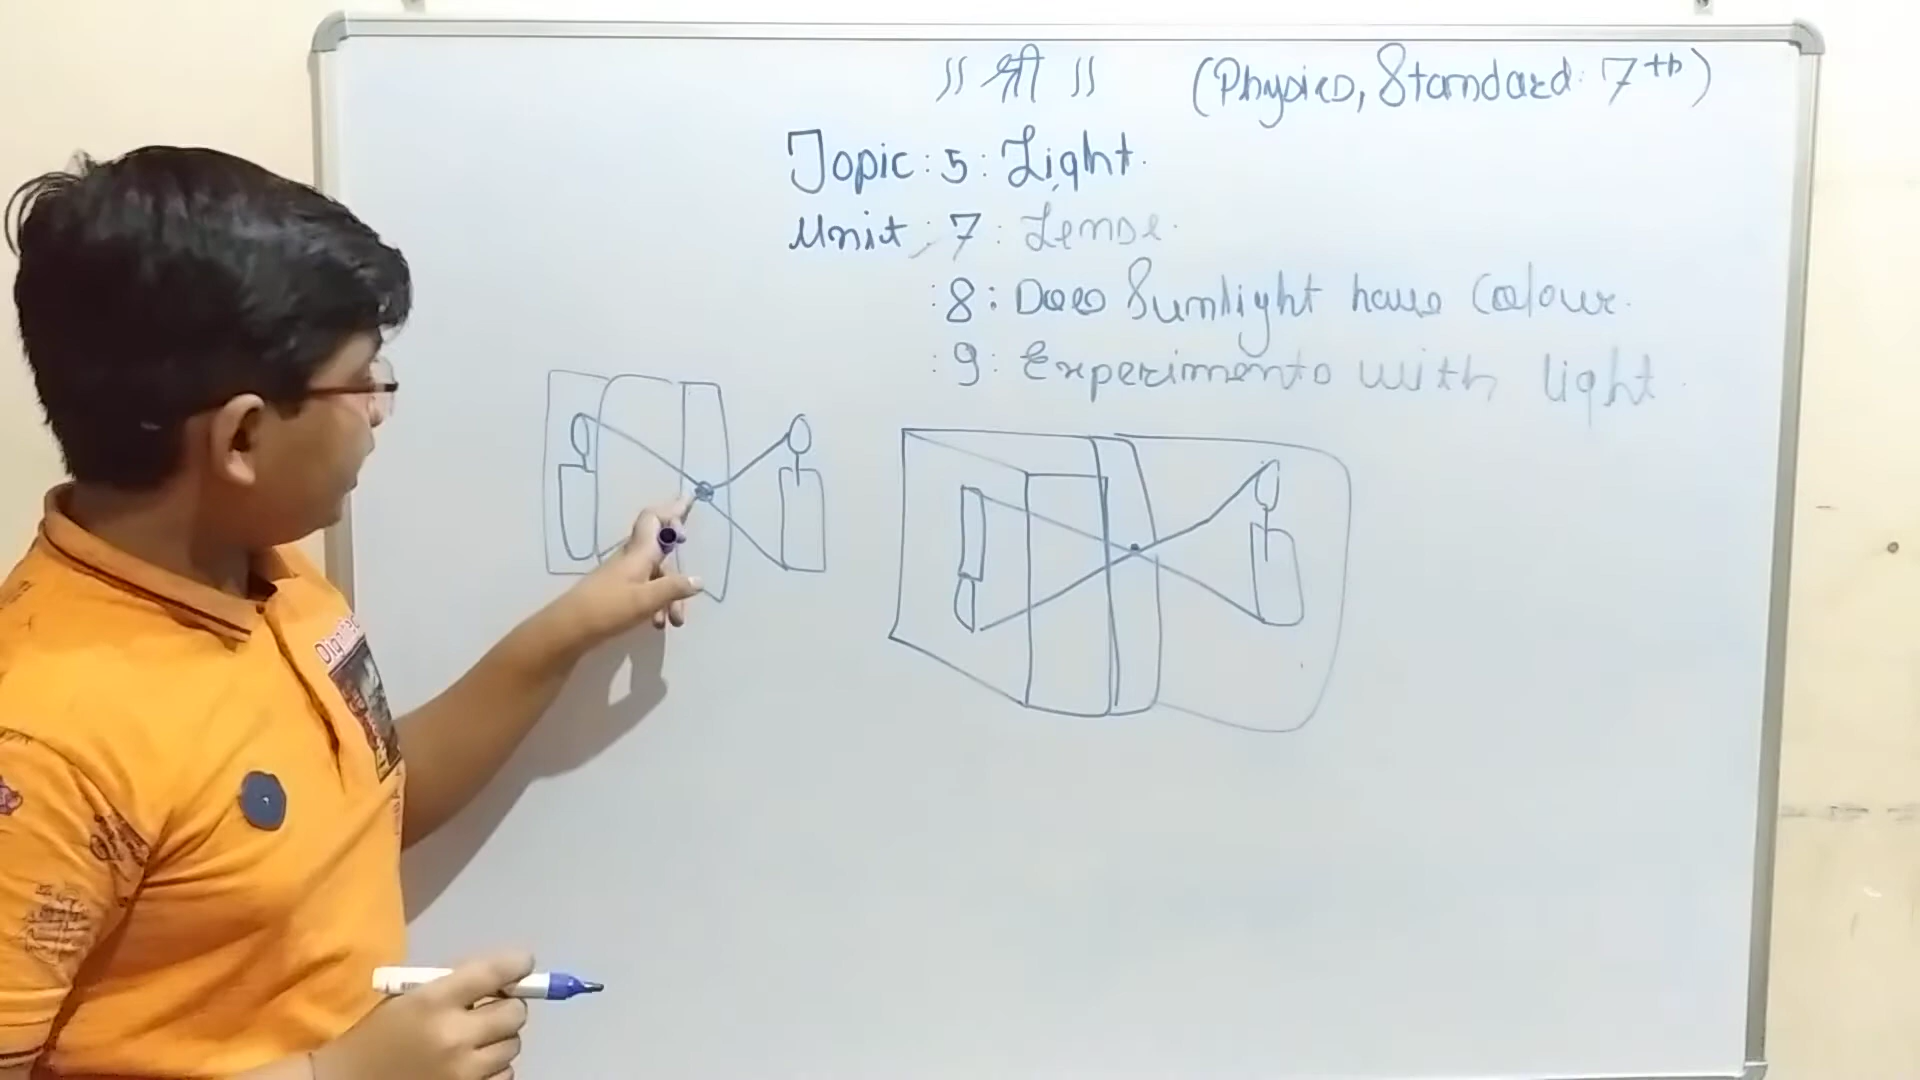 ॥ श्री ॥ (Physics, Standard: 7th)
Topic: 5: Light.
Unit: 7: Lense.
:8: Does Sunlight have Colour.
:9: Experiments with light.